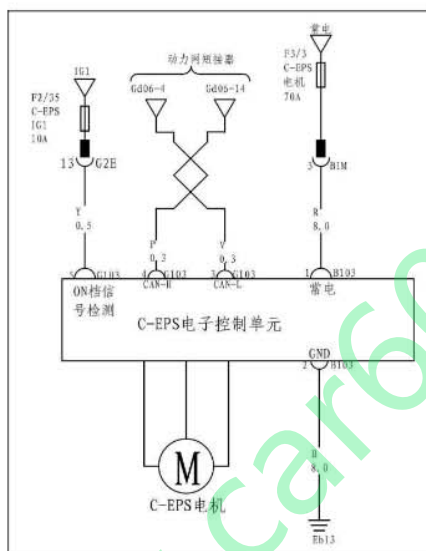 常电
动力网短接器
IG1
Gd06-4
Gd05-14
F3/3
C-EPS
电机
70A
F2/35
C-EPS
IG1
10A
13 G2E
3 B1M
Y
0.5
P
0.3
V
0.3
R
8.0
5 G103
4 G103
3 G103
1 B103
ON档信
号检测
CAN-H
CAN-L
常电
C-EPS电子控制单元
GND
2 B103
M
C-EPS电机
B
8.0
Eb13